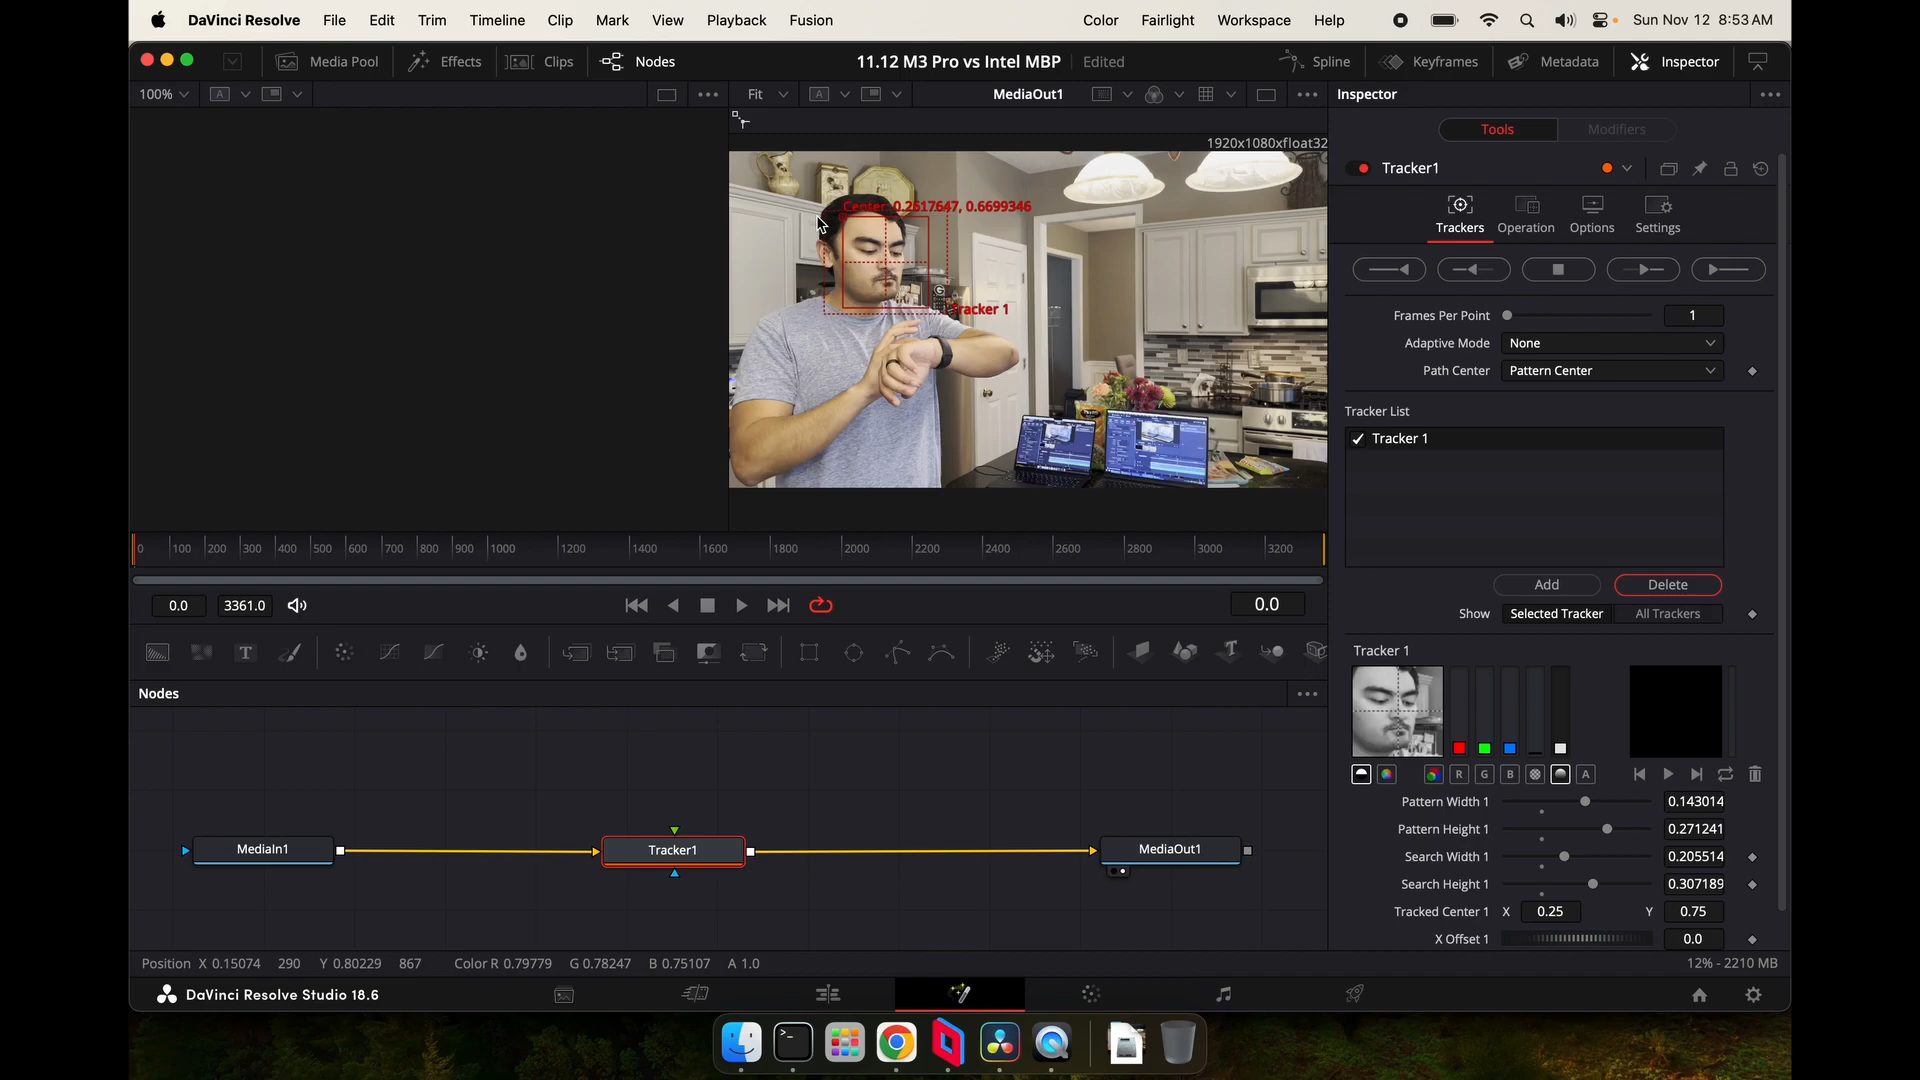 DaVinci Resolve File Edit Trim Timeline Clip Mark View Playback Fusion Color Fairlight Workspace Help Sun Nov 12 8:53 AM
Media Pool Effects Clips Nodes 11.12 M3 Pro vs Intel MBP Edited Spline Keyframes Metadata Inspector
100% A Fit A MediaOut1 Inspector
Tools Modifiers
1920x1080xfloat32
Tracker1
Center: 0.2617647, 0.6699346
Trackers Operation Options Settings
Tracker 1
Frames Per Point 1
Adaptive Mode None
Path Center Pattern Center
Tracker List
Tracker 1
0 100 200 300 400 500 600 700 800 900 1000 1200 1400 1600 1800 2000 2200 2400 2600 2800 3000 3200
Add Delete
0.0 3361.0 0.0
Show Selected Tracker All Trackers
T T
Tracker 1
Nodes
R G B A
Pattern Width 1 0.143014
Pattern Height 1 0.271241
Search Width 1 0.205514
Search Height 1 0.307189
MediaIn1 Tracker1 MediaOut1
Tracked Center 1 X 0.25 Y 0.75
X Offset 1 0.0
Position X 0.15074 290 Y 0.80229 867 Color R 0.79779 G 0.78247 B 0.75107 A 1.0 12% - 2210 MB
DaVinci Resolve Studio 18.6